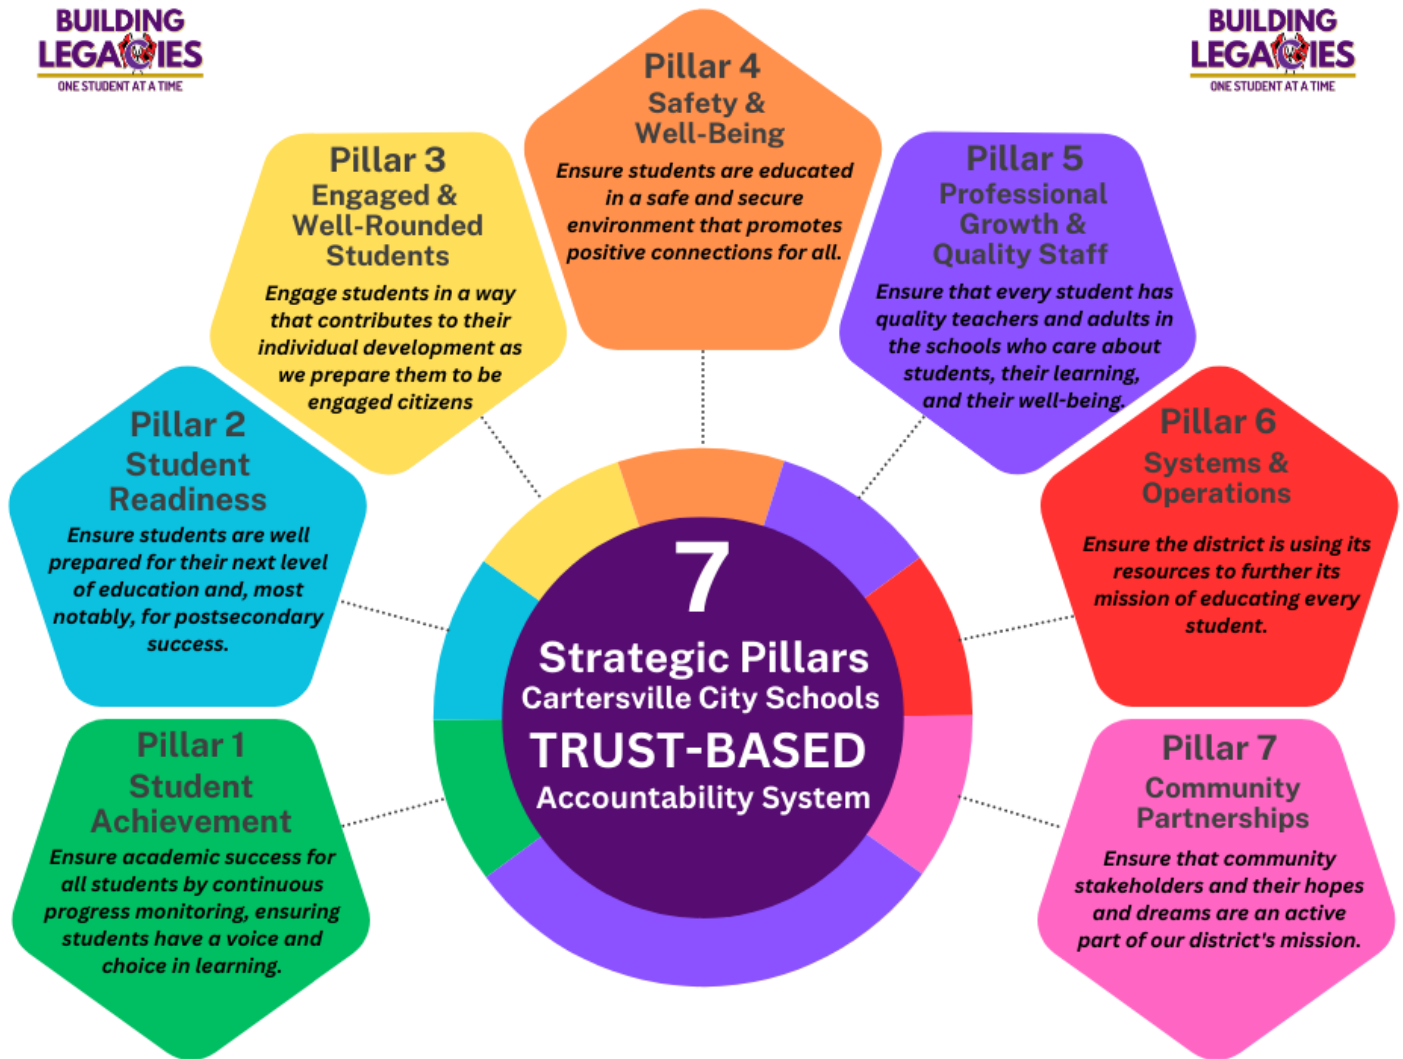 BUILDING
LEGACIES
ONE STUDENT AT A TIME
BUILDING
LEGACIES
ONE STUDENT AT A TIME
Pillar 1
Student
Achievement
Ensure academic success for
all students by continuous
progress monitoring, ensuring
students have a voice and
choice in learning.
Pillar 2
Student
Readiness
Ensure students are well
prepared for their next level
of education and, most
notably, for postsecondary
success.
Pillar 3
Engaged &
Well-Rounded
Students
Engage students in a way
that contributes to their
individual development as
we prepare them to be
engaged citizens
Pillar 4
Safety &
Well-Being
Ensure students are educated
in a safe and secure
environment that promotes
positive connections for all.
Pillar 5
Professional
Growth &
Quality Staff
Ensure that every student has
quality teachers and adults in
the schools who care about
students, their learning,
and their well-being.
Pillar 6
Systems &
Operations
Ensure the district is using its
resources to further its
mission of educating every
student.
Pillar 7
Community
Partnerships
Ensure that community
stakeholders and their hopes
and dreams are an active
part of our district's mission.
7
Strategic Pillars
Cartersville City Schools
TRUST-BASED
Accountability System